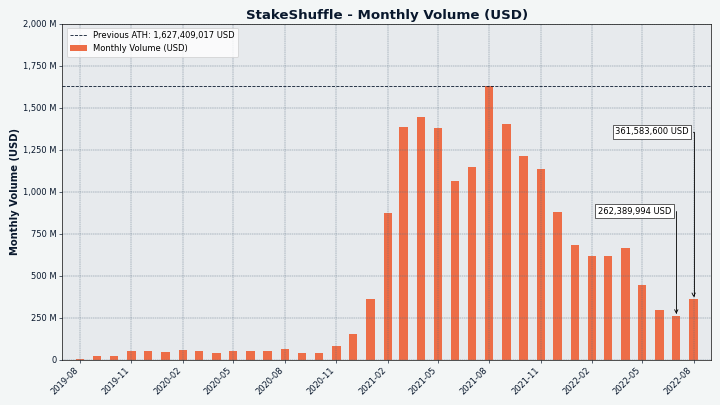 StakeShuffle - Monthly Volume (USD)
Previous ATH: 1,627,409,017 USD
Monthly Volume (USD)
Monthly Volume (USD)
2,000 M
1,750 M
1,500 M
1,250 M
1,000 M
750 M
500 M
250 M
0
361,583,600 USD
262,389,994 USD
2019-08
2019-11
2020-02
2020-05
2020-08
2020-11
2021-02
2021-05
2021-08
2021-11
2022-02
2022-05
2022-08